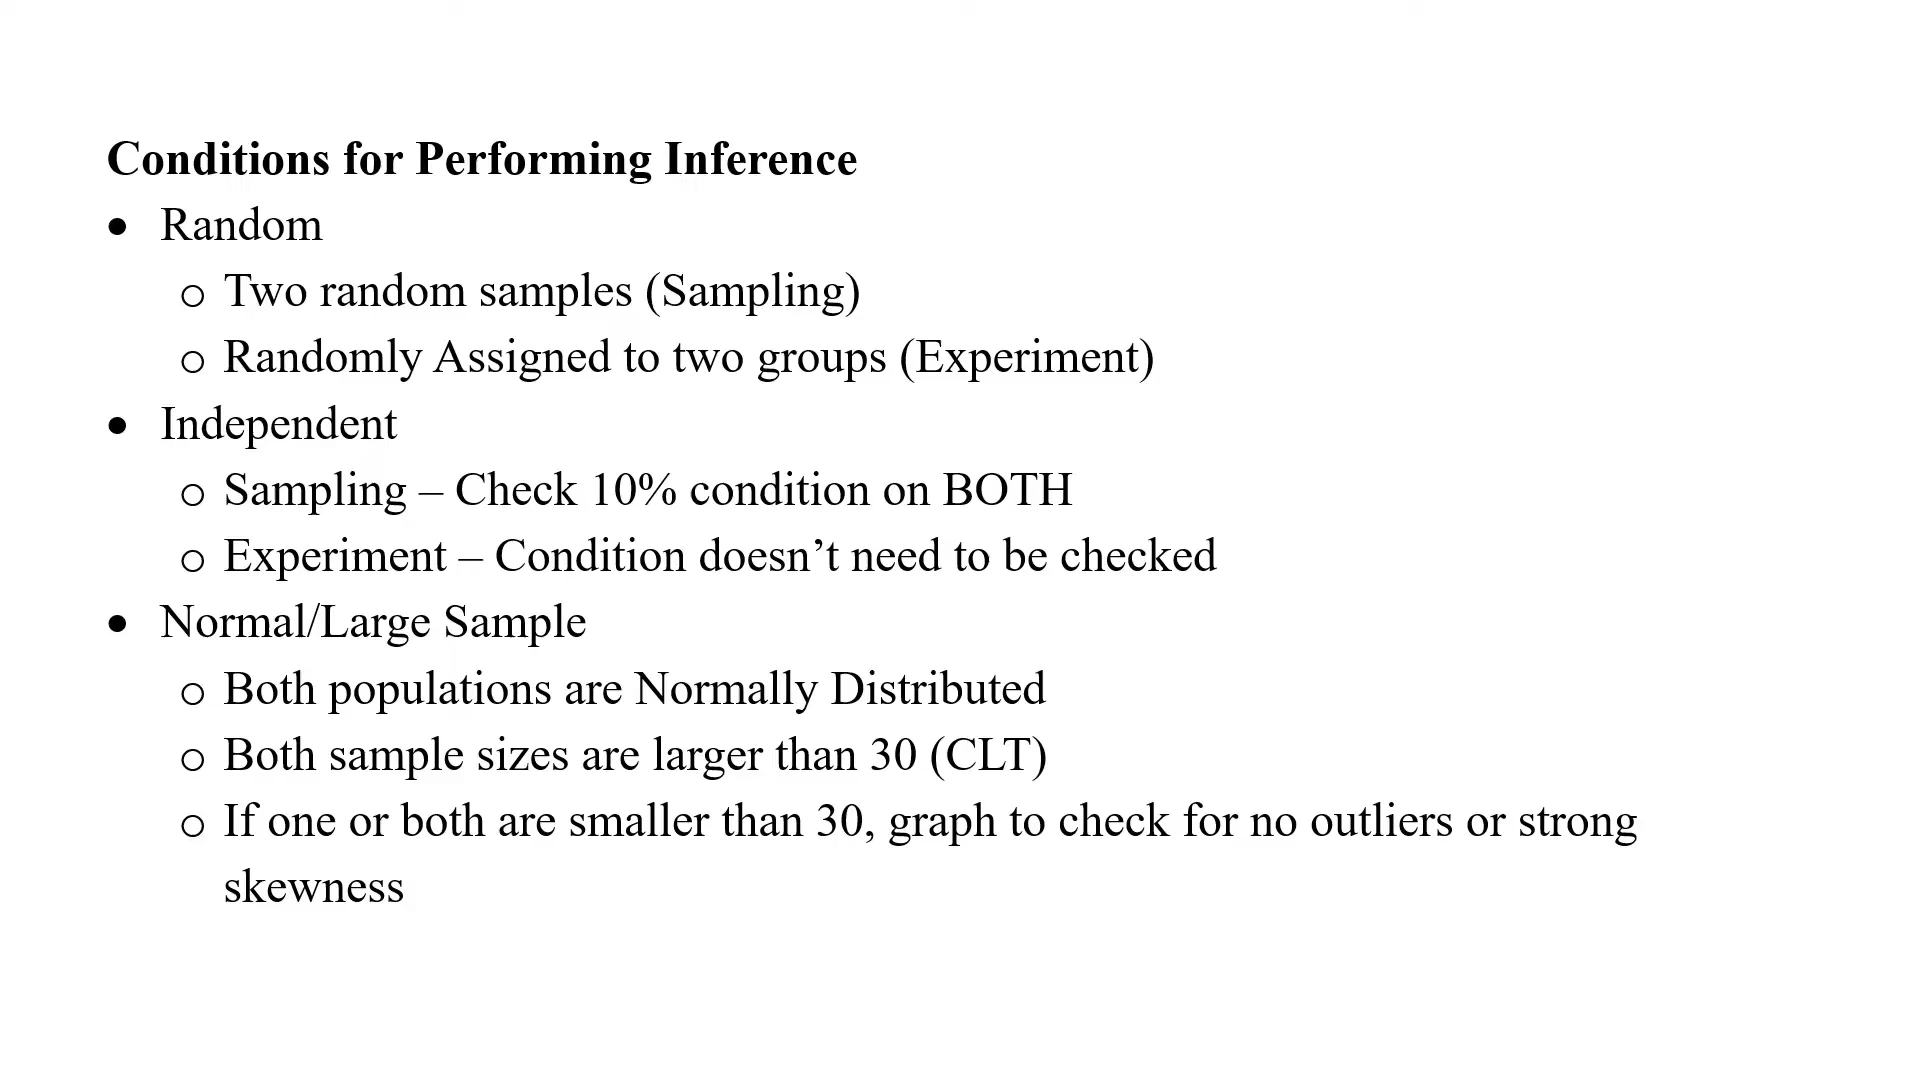 Conditions for Performing Inference
• Random
o Two random samples (Sampling)
o Randomly Assigned to two groups (Experiment)
• Independent
o Sampling – Check 10% condition on BOTH
o Experiment – Condition doesn’t need to be checked
• Normal/Large Sample
o Both populations are Normally Distributed
o Both sample sizes are larger than 30 (CLT)
o If one or both are smaller than 30, graph to check for no outliers or strong
skewness